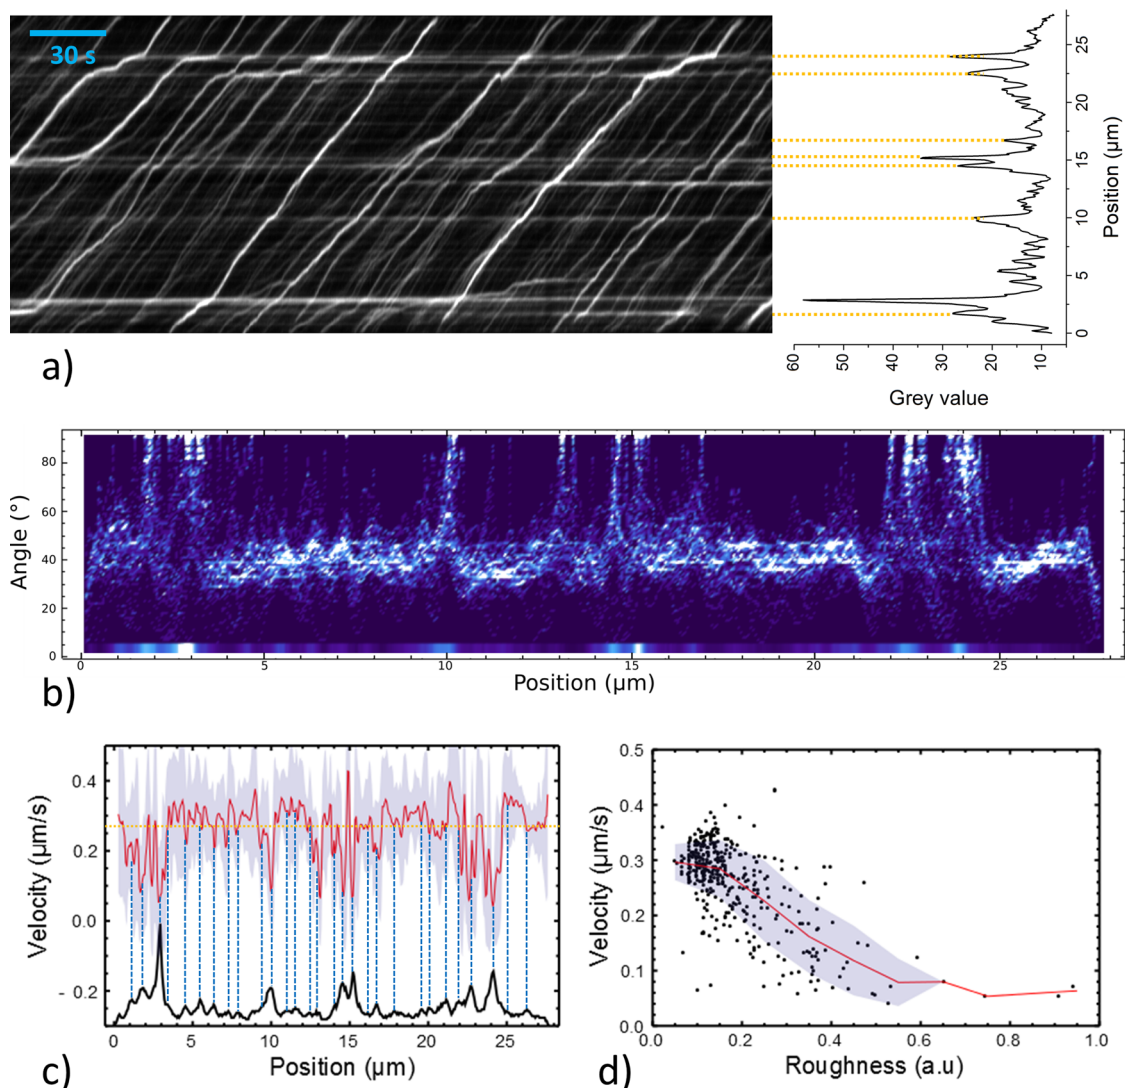 30 s
25
20
15
10
5
0
Position (µm)
60 50 40 30 20 10
Grey value
a)
80
60
40
20
0
Angle (°)
0 5 10 15 20 25
Position (µm)
b)
0.4
0.2
0.0
- 0.2
Velocity (µm/s)
0 5 10 15 20 25
Position (µm)
c)
0.5
0.4
0.3
0.2
0.1
0.0
Velocity (µm/s)
0.0 0.2 0.4 0.6 0.8 1.0
Roughness (a.u)
d)